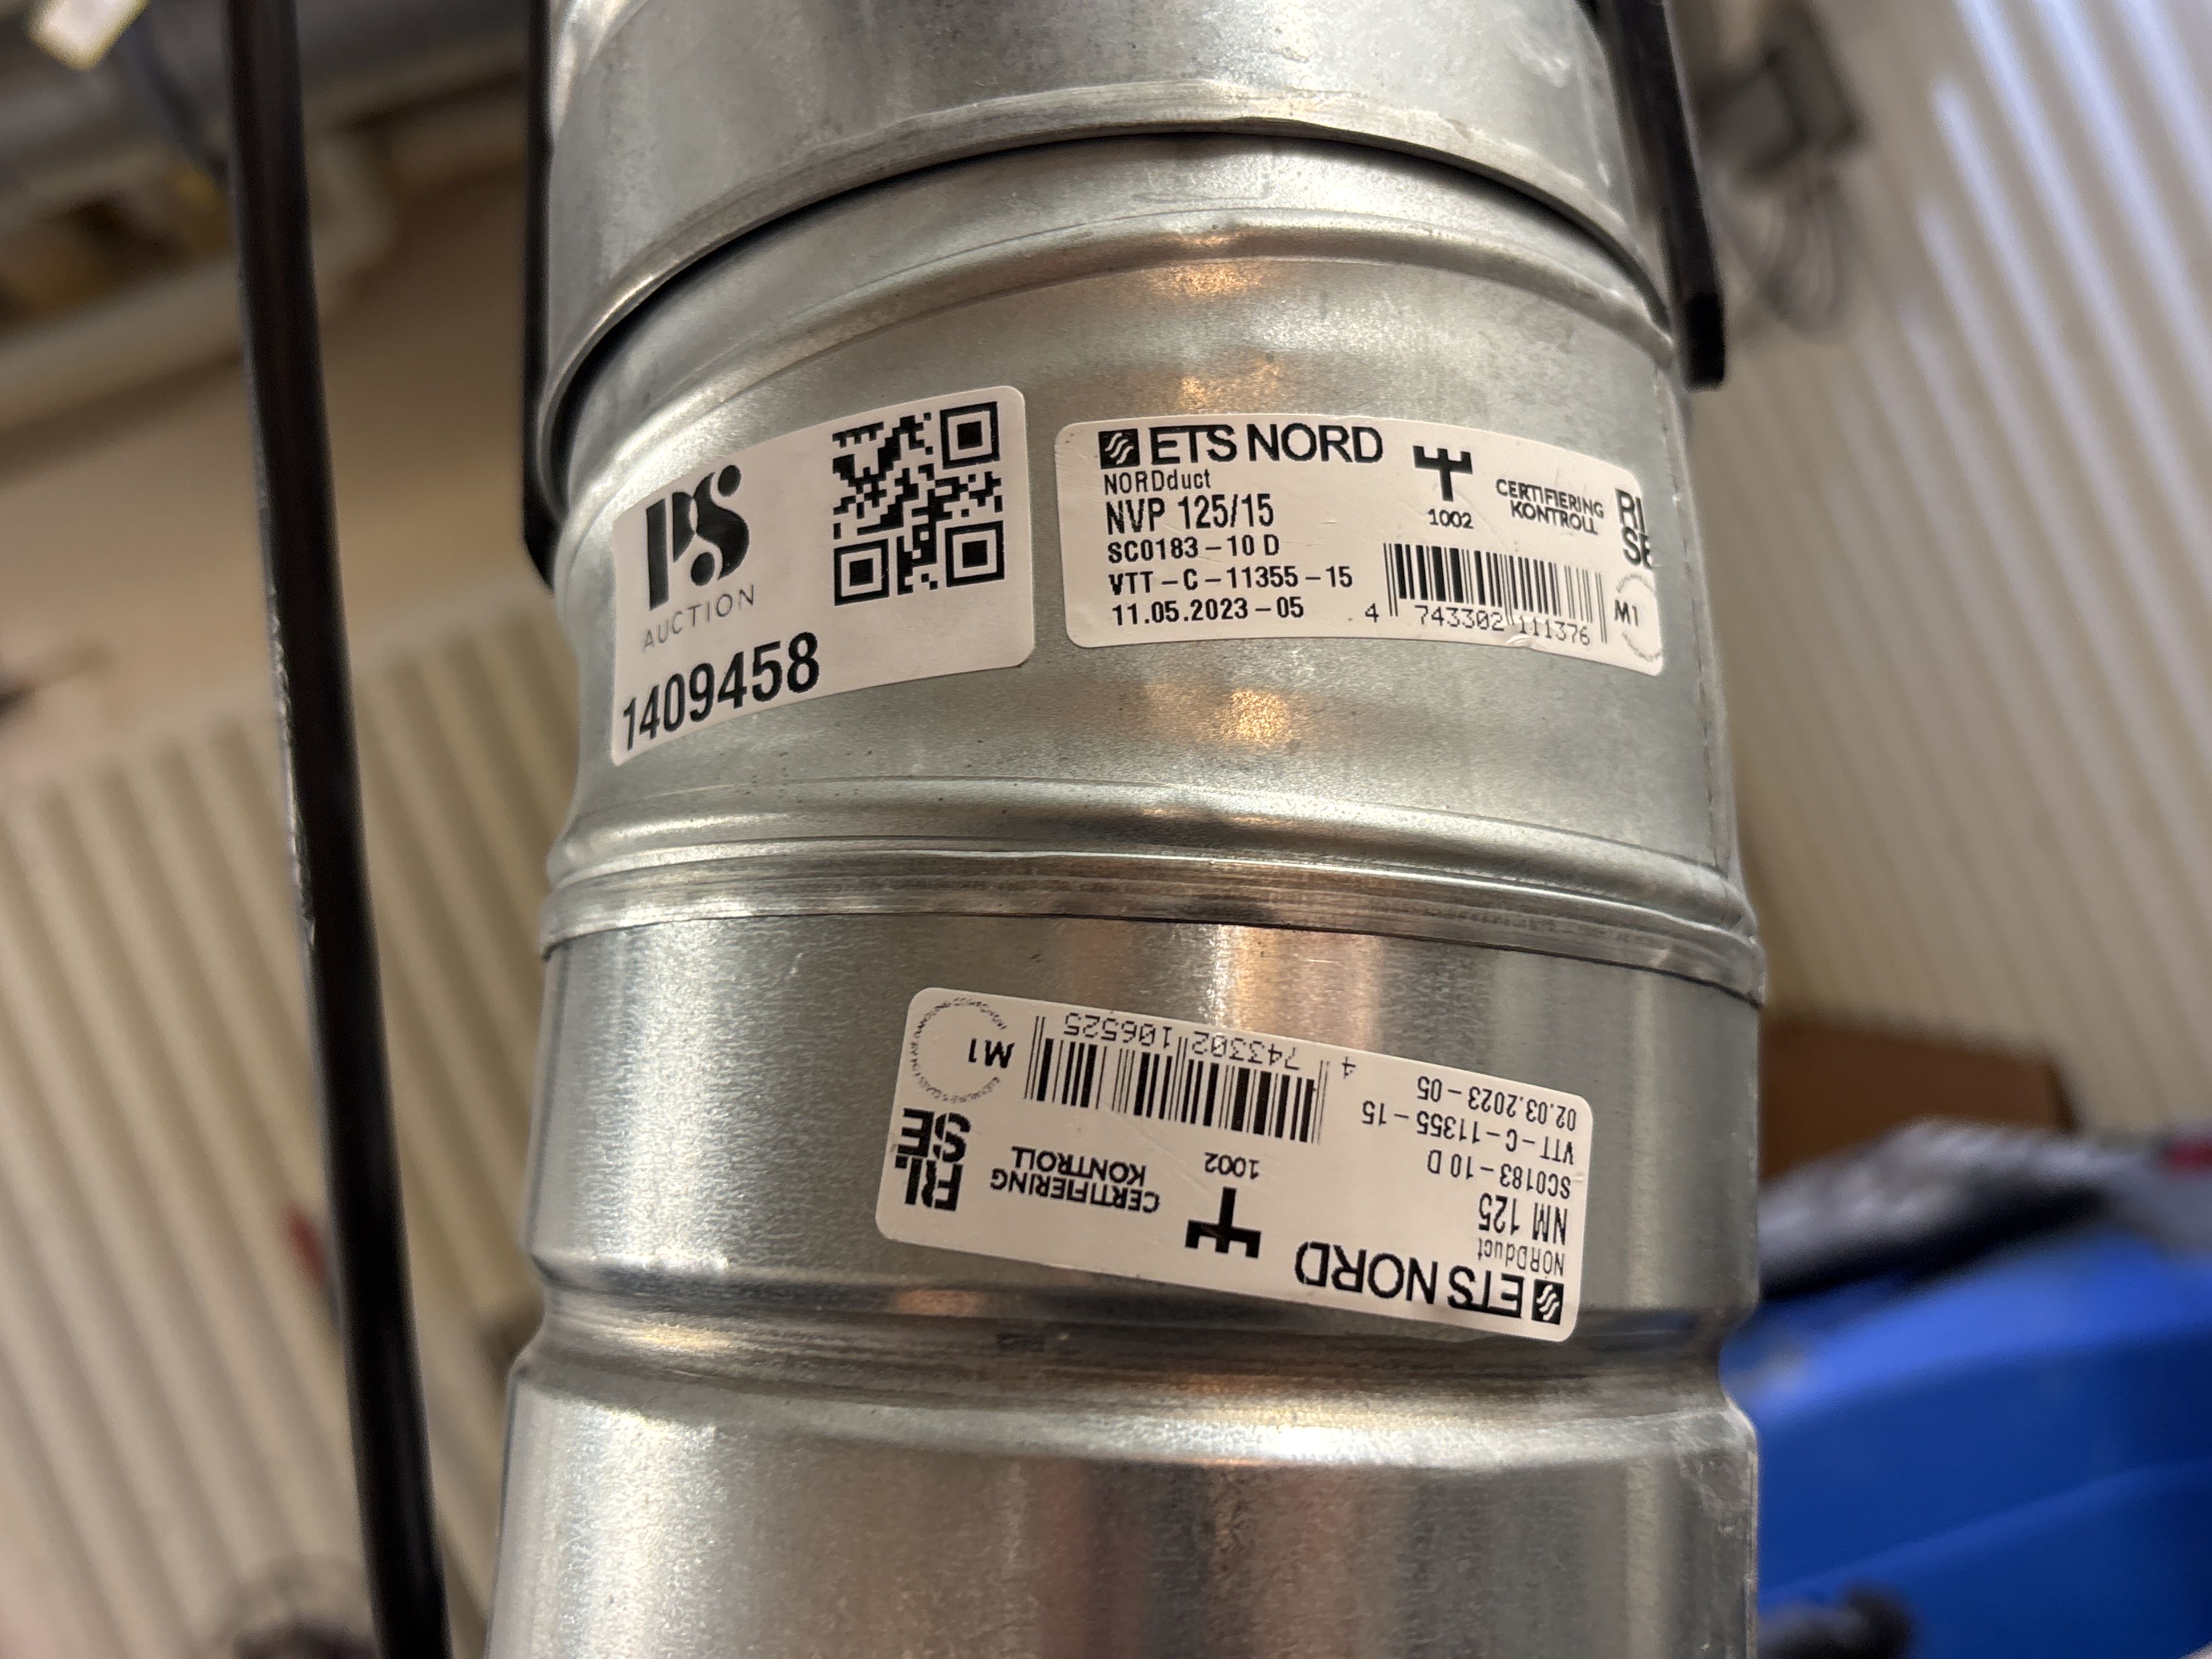 PS
AUCTION
1409458
ETS NORD
NORDduct
NVP 125/15
SC0183-10 D
VTT-C-11355-15
11.05.2023-05
1002
CERTIFIERING
KONTROLL
RI
SE
4 743302 111376
M1
ETS NORD
NORDduct
NM 125
SC0183-10 D
VTT-C-11355-15
02.03.2023-05
1002
CERTIFIERING
KONTROLL
RI.
SE
4 743302 106525
M1